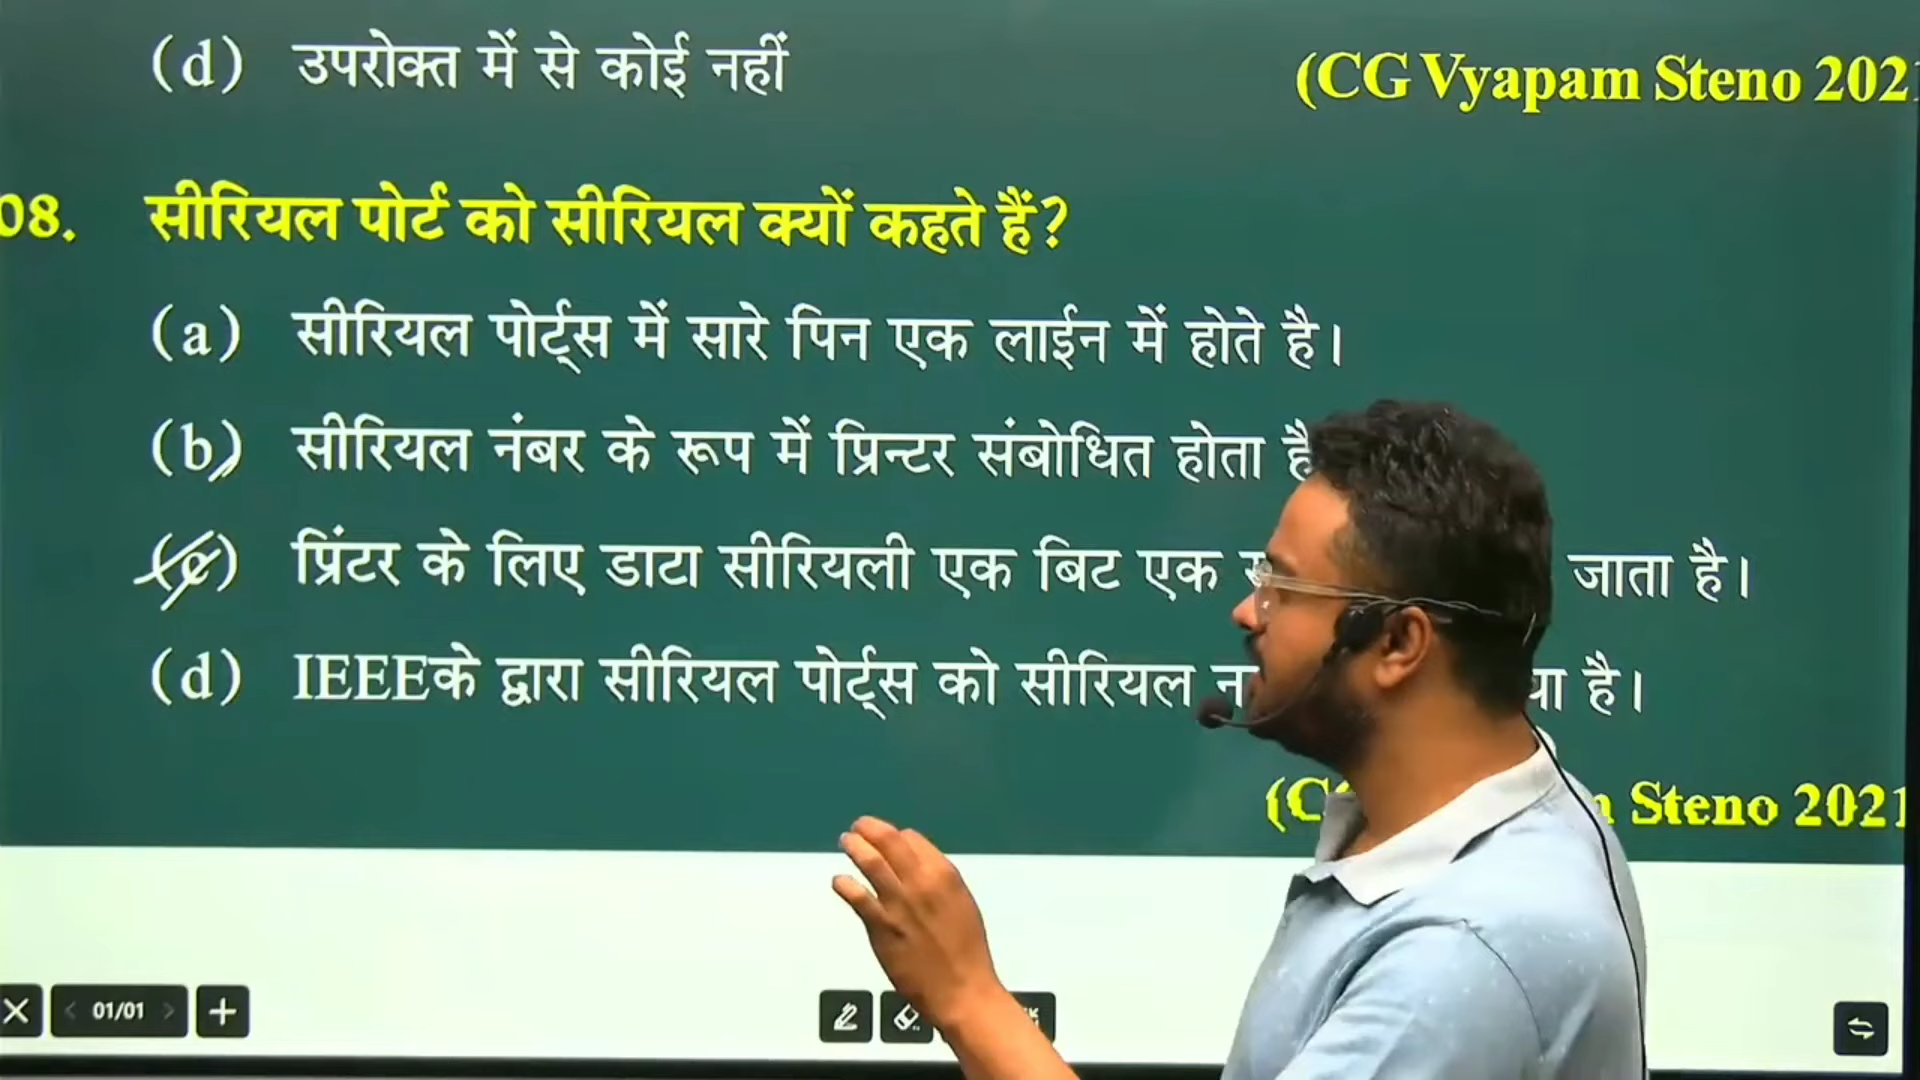 (d) उपरोक्त में से कोई नहीं
(CG Vyapam Steno 2021
08. सीरियल पोर्ट को सीरियल क्यों कहते हैं?
(a) सीरियल पोर्ट्स में सारे पिन एक लाईन में होते है।
(b) सीरियल नंबर के रूप में प्रिन्टर संबोधित होता है
(c) प्रिंटर के लिए डाटा सीरियली एक बिट एक जाता है।
(d) IEEEके द्वारा सीरियल पोर्ट्स को सीरियल है।
Steno 2021
01/01